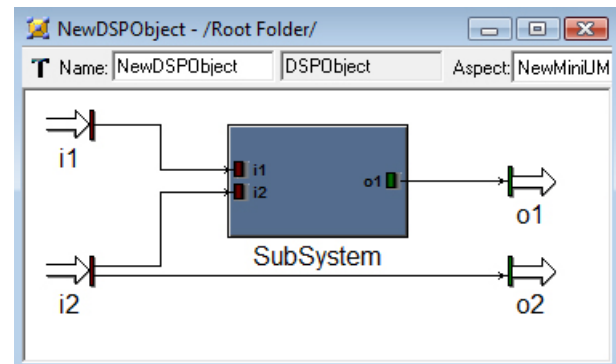 NewDSPObject - /Root Folder/
T Name: NewDSPObject DSPObject Aspect: NewMiniUM
i1
i1
i2
o1
o1
SubSystem
i2
o2